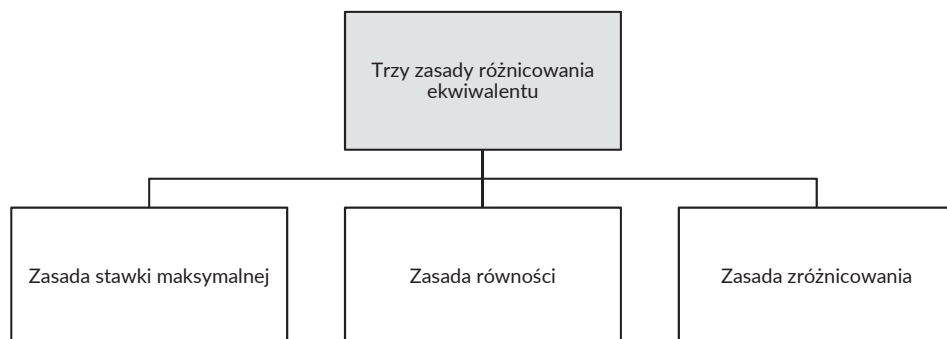 Trzy zasady różnicowania
ekwiwalentu
Zasada stawki maksymalnej
Zasada równości
Zasada zróżnicowania